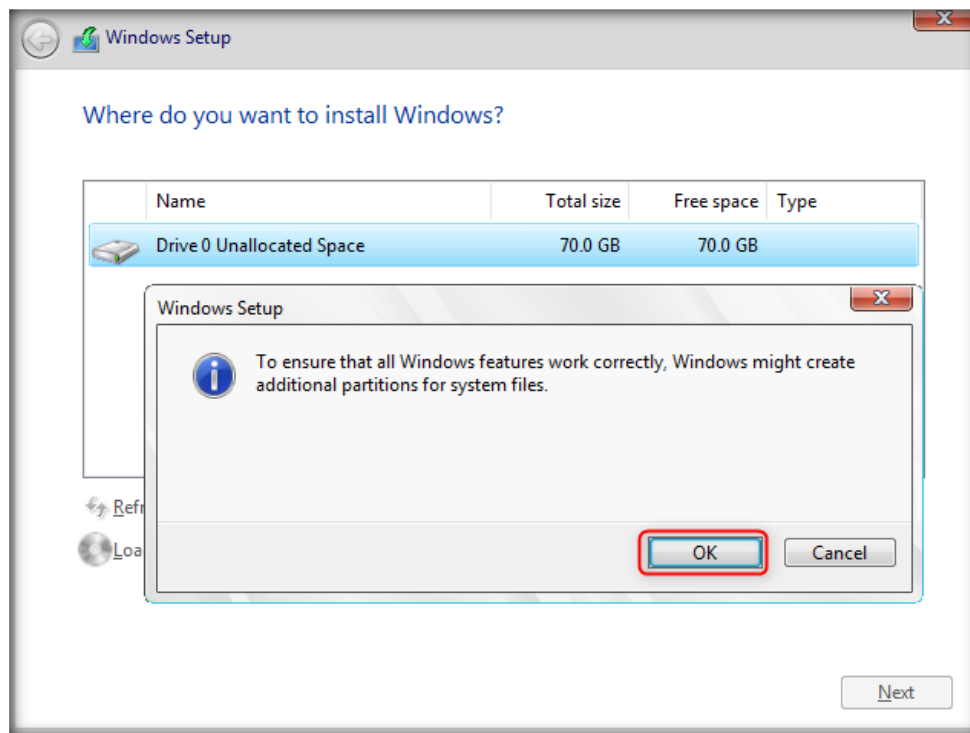 Windows Setup
Where do you want to install Windows?
Name Total size Free space Type
Drive 0 Unallocated Space 70.0 GB 70.0 GB
Windows Setup
To ensure that all Windows features work correctly, Windows might create
additional partitions for system files.
Refr
Loa
OK Cancel
Next